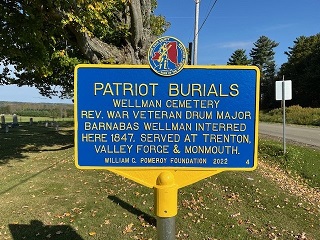 PATRIOT BURIALS
WELLMAN CEMETERY
REV. WAR VETERAN DRUM MAJOR
BARNABAS WELLMAN INTERRED
HERE 1847. SERVED AT TRENTON,
VALLEY FORGE & MONMOUTH.
WILLIAM G. POMEROY FOUNDATION 2022 4